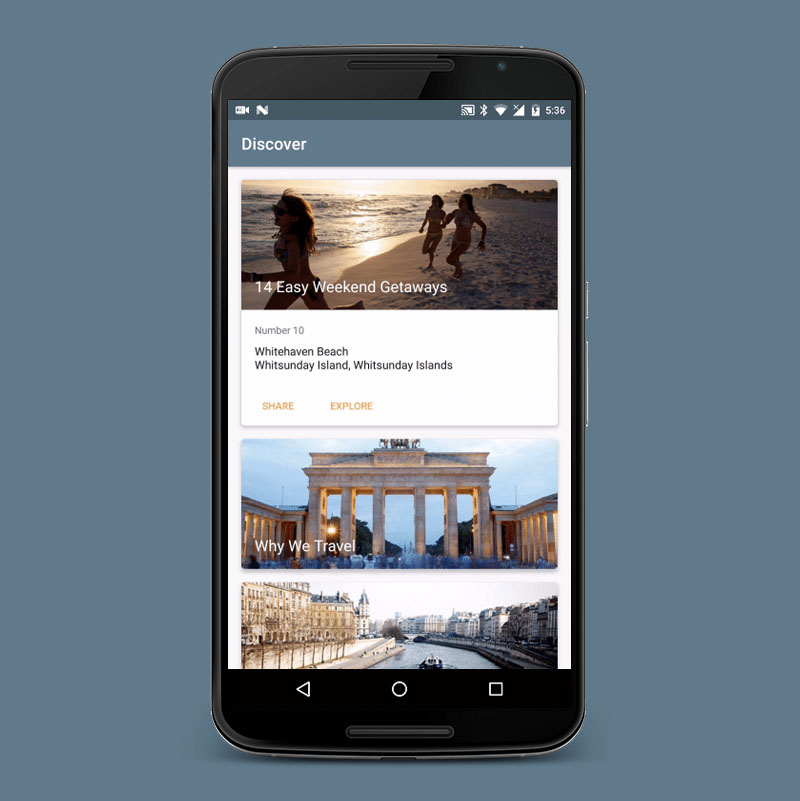 5:36
Discover
14 Easy Weekend Getaways
Number 10
Whitehaven Beach
Whitsunday Island, Whitsunday Islands
SHARE EXPLORE
Why We Travel